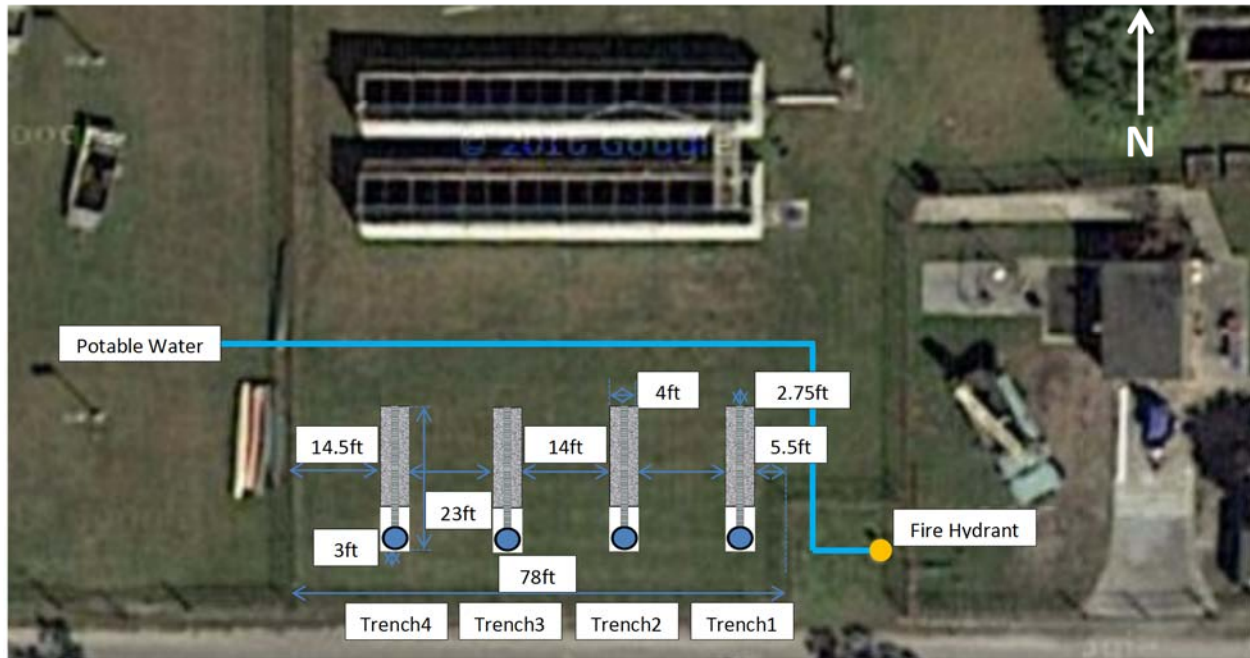 N
© 2016 Google
Potable Water
4ft
2.75ft
14.5ft
14ft
5.5ft
23ft
Fire Hydrant
3ft
78ft
Trench4
Trench3
Trench2
Trench1